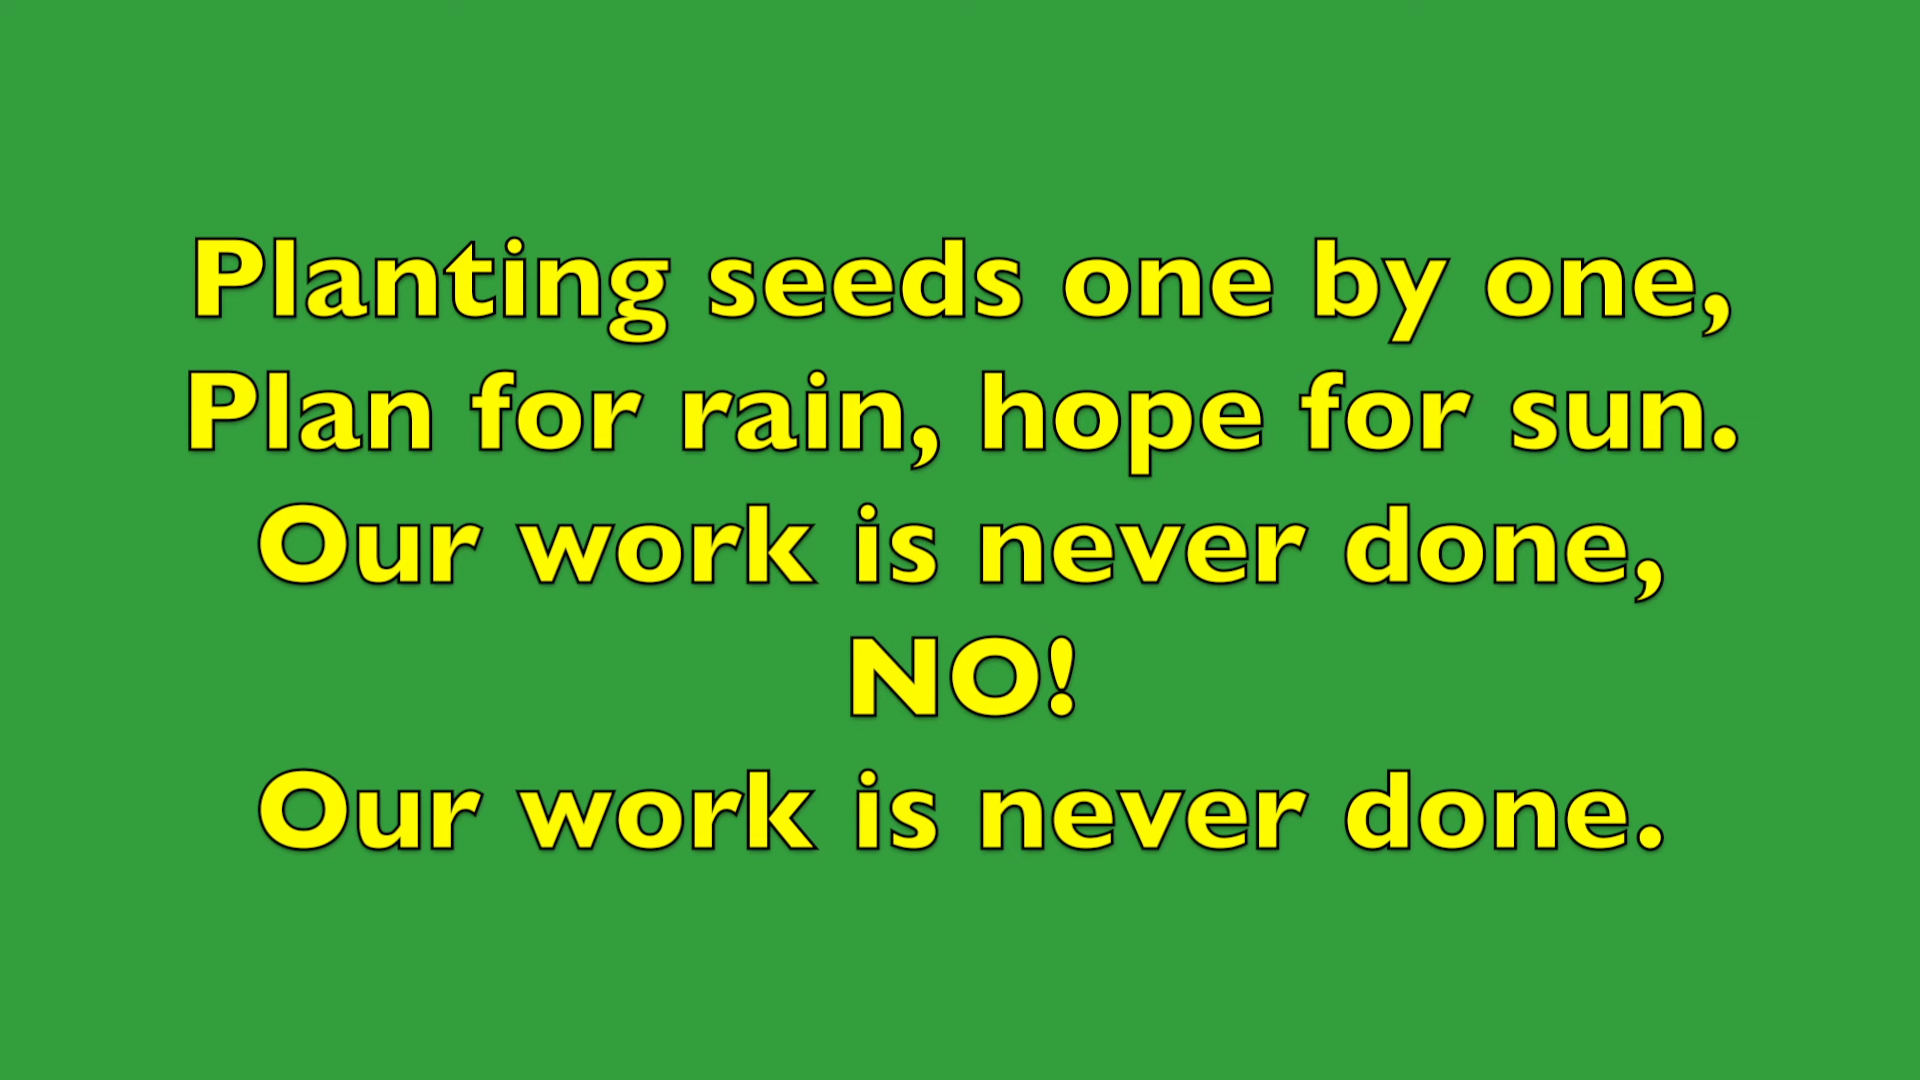 Planting seeds one by one,
Plan for rain, hope for sun.
Our work is never done,
NO!
Our work is never done.